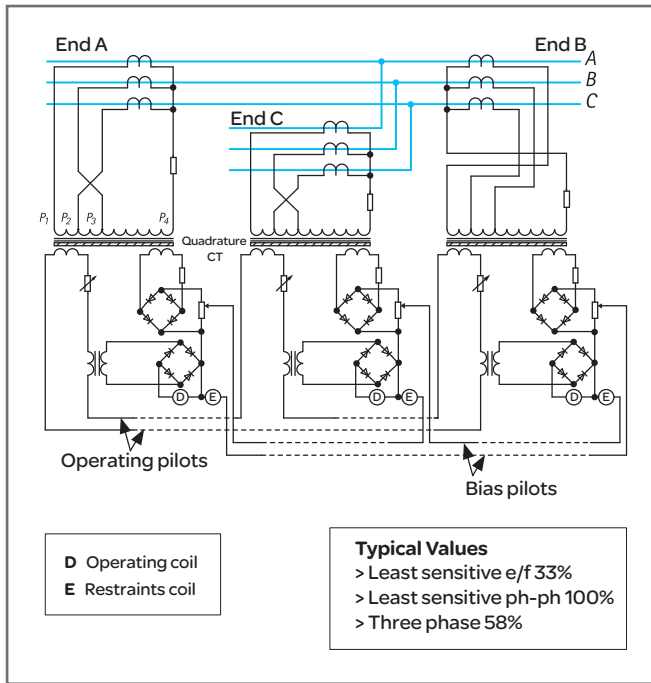 End A
End B
A
B
C
End C
P1
P2
P3
P4
Quadrature
CT
D E
D E
D E
Operating pilots
Bias pilots
D Operating coil
E Restraints coil
Typical Values
> Least sensitive e/f 33%
> Least sensitive ph-ph 100%
> Three phase 58%